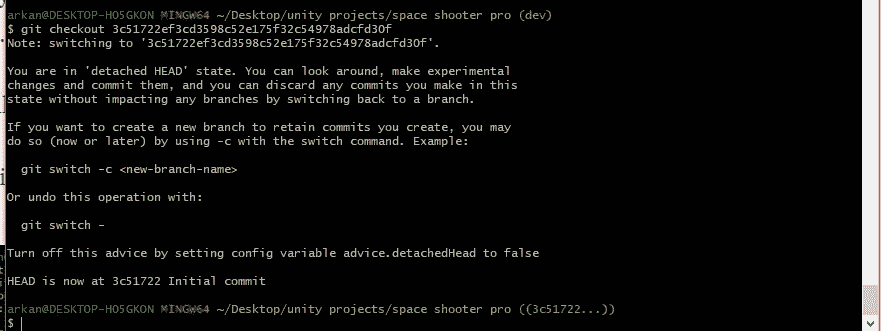 arkan@DESKTOP-HO5GKON MINGW64 ~/Desktop/unity projects/space shooter pro (dev)
$ git checkout 3c51722ef3cd3598c52e175f32c54978adcfd30f
Note: switching to '3c51722ef3cd3598c52e175f32c54978adcfd30f'.
You are in 'detached HEAD' state. You can look around, make experimental
changes and commit them, and you can discard any commits you make in this
state without impacting any branches by switching back to a branch.
If you want to create a new branch to retain commits you create, you may
do so (now or later) by using -c with the switch command. Example:
git switch -c <new-branch-name>
Or undo this operation with:
git switch -
Turn off this advice by setting config variable advice.detachedHead to false
HEAD is now at 3c51722 Initial commit
arkan@DESKTOP-HO5GKON MINGW64 ~/Desktop/unity projects/space shooter pro ((3c51722...))
$